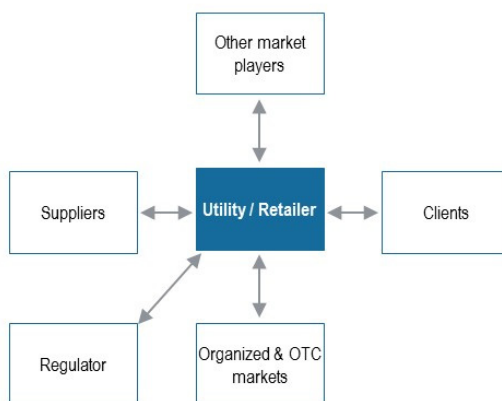 Other market
players
Suppliers
Utility / Retailer
Clients
Regulator
Organized & OTC
markets